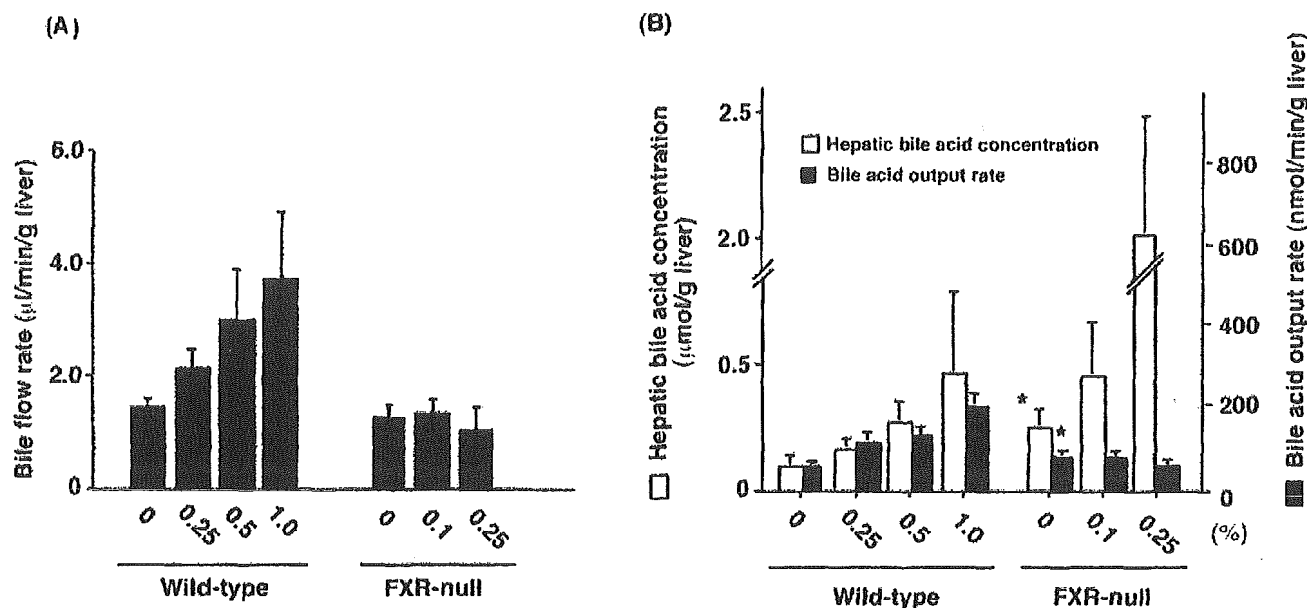 (A)
Bile flow rate (μl/min/g liver)
6.0
4.0
2.0
0
0 0.25 0.5 1.0 0 0.1 0.25
Wild-type FXR-null
(B)
Hepatic bile acid concentration
(μmol/g liver)
2.5
2.0
0.5
0
Hepatic bile acid concentration
Bile acid output rate
* *
800
600
400
200
0
Bile acid output rate (nmol/min/g liver)
0 0.25 0.5 1.0 0 0.1 0.25 (%)
Wild-type FXR-null